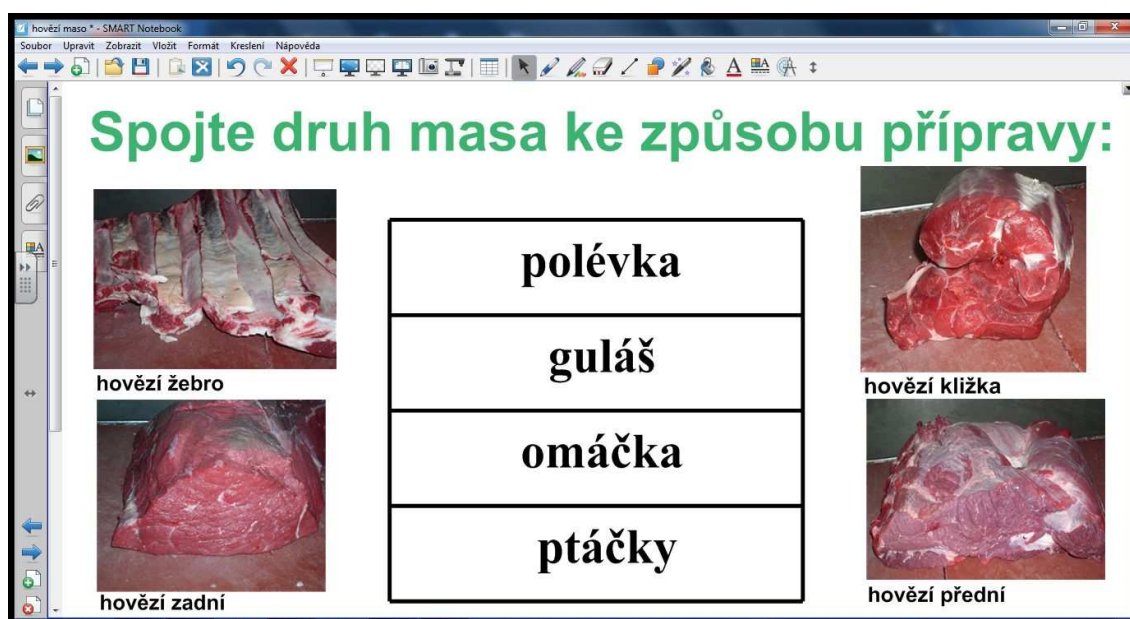 hovězí maso * - SMART Notebook
Soubor Upravit Zobrazit Vložit Formát Kreslení Nápověda
Spojte druh masa ke způsobu přípravy:
polévka
guláš
omáčka
ptáčky
hovězí žebro
hovězí kližka
hovězí zadní
hovězí přední